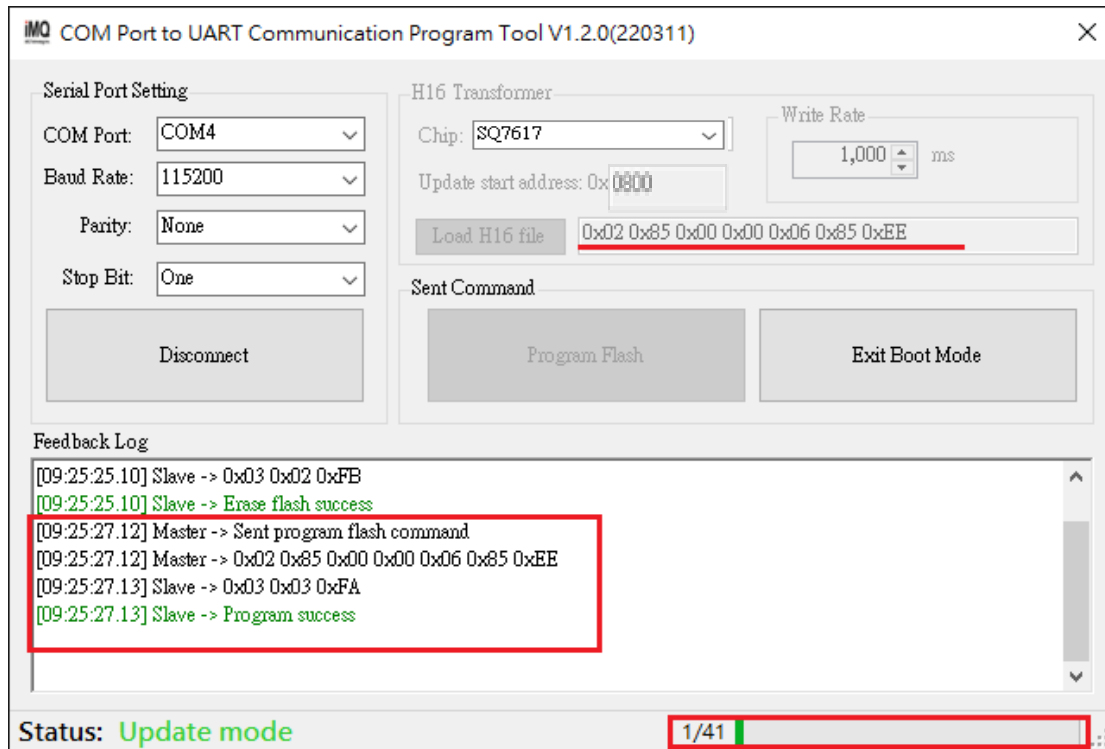 iMQ COM Port to UART Communication Program Tool V1.2.0(220311)
Serial Port Setting
COM Port: COM4
Baud Rate: 115200
Parity: None
Stop Bit: One
Disconnect
H16 Transformer
Chip: SQ7617
Update start address: 0x 0800
Write Rate
1,000 ms
Load H16 file 0x02 0x85 0x00 0x00 0x06 0x85 0xEE
Sent Command
Program Flash
Exit Boot Mode
Feedback Log
[09:25:25.10] Slave -> 0x03 0x02 0xFB
[09:25:25.10] Slave -> Erase flash success
[09:25:27.12] Master -> Sent program flash command
[09:25:27.12] Master -> 0x02 0x85 0x00 0x00 0x06 0x85 0xEE
[09:25:27.13] Slave -> 0x03 0x03 0xFA
[09:25:27.13] Slave -> Program success
Status: Update mode
1/41